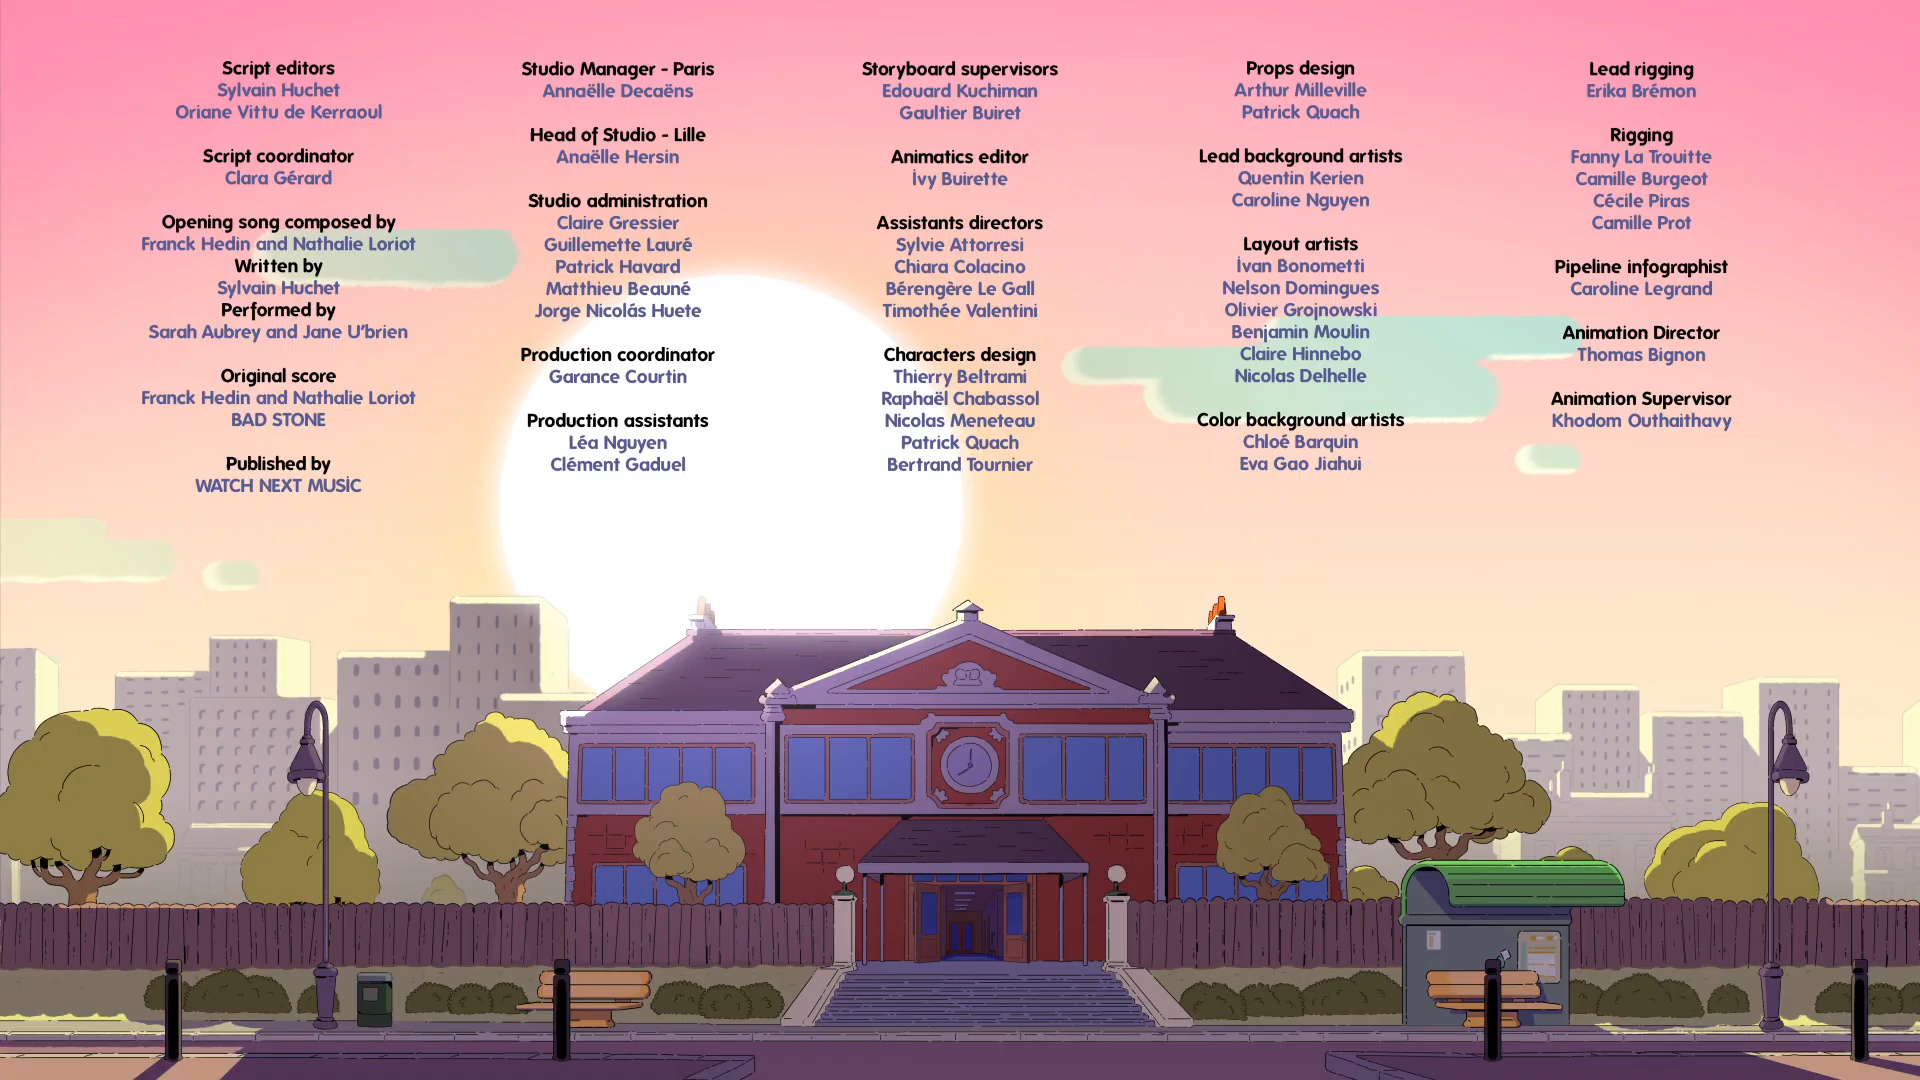 Script editors
Sylvain Huchet
Oriane Vittu de Kerraoul
Script coordinator
Clara Gérard
Opening song composed by
Franck Hedin and Nathalie Loriot
Written by
Sylvain Huchet
Performed by
Sarah Aubrey and Jane U'brien
Original score
Franck Hedin and Nathalie Loriot
BAD STONE
Published by
WATCH NEXT MUSİC
Studio Manager - Paris
Annaëlle Decaëns
Head of Studio - Lille
Anaëlle Hersin
Studio administration
Claire Gressier
Guillemette Lauré
Patrick Havard
Matthieu Beauné
Jorge Nicolás Huete
Production coordinator
Garance Courtin
Production assistants
Léa Nguyen
Clément Gaduel
Storyboard supervisors
Edouard Kuchiman
Gaultier Buiret
Animatics editor
İvy Buirette
Assistants directors
Sylvie Attorresi
Chiara Colacino
Bérengère Le Gall
Timothée Valentini
Characters design
Thierry Beltrami
Raphaël Chabassol
Nicolas Meneteau
Patrick Quach
Bertrand Tournier
Props design
Arthur Milleville
Patrick Quach
Lead background artists
Quentin Kerien
Caroline Nguyen
Layout artists
İvan Bonometti
Nelson Domingues
Olivier Grojnowski
Benjamin Moulin
Claire Hinnebo
Nicolas Delhelle
Color background artists
Chloé Barquin
Eva Gao Jiahui
Lead rigging
Erika Brémon
Rigging
Fanny La Trouitte
Camille Burgeot
Cécile Piras
Camille Prot
Pipeline infographist
Caroline Legrand
Animation Director
Thomas Bignon
Animation Supervisor
Khodom Outhaithavy